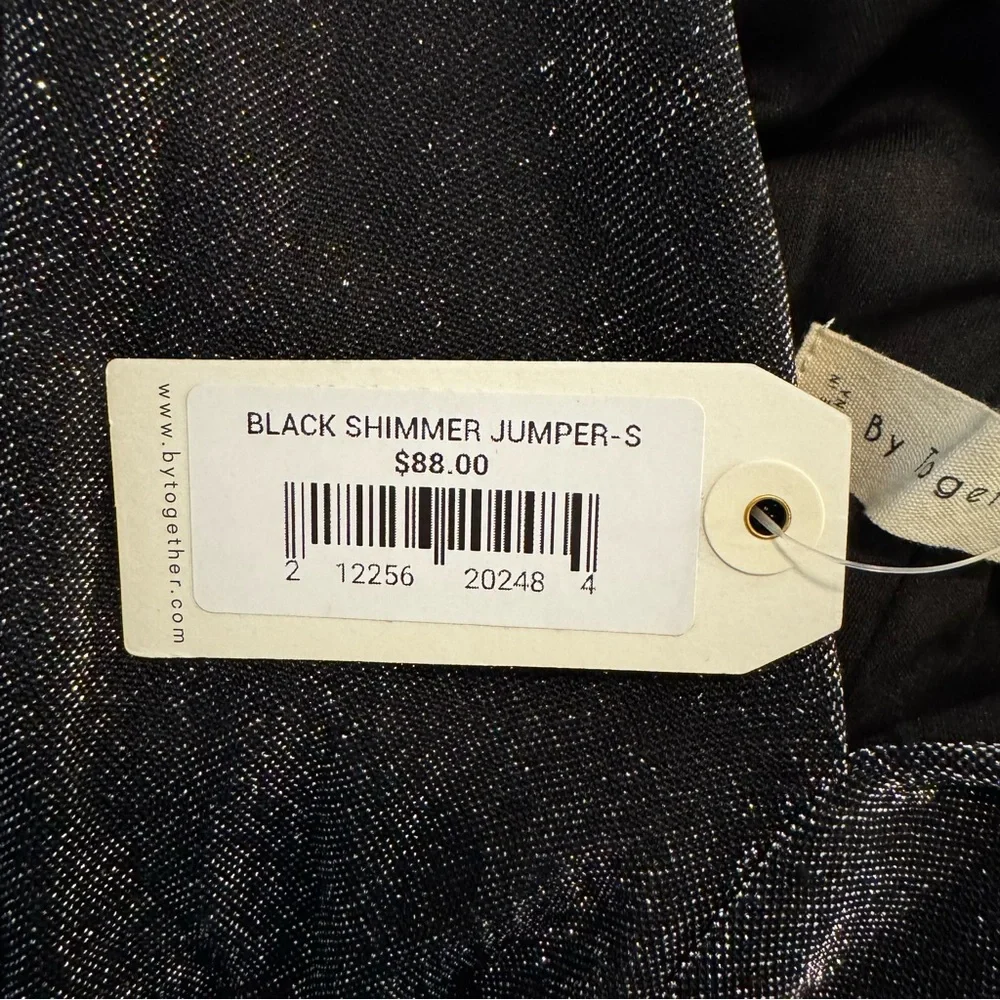 www.bytogether.com
BLACK SHIMMER JUMPER-S
$88.00
2 12256 20248 4
By Toget